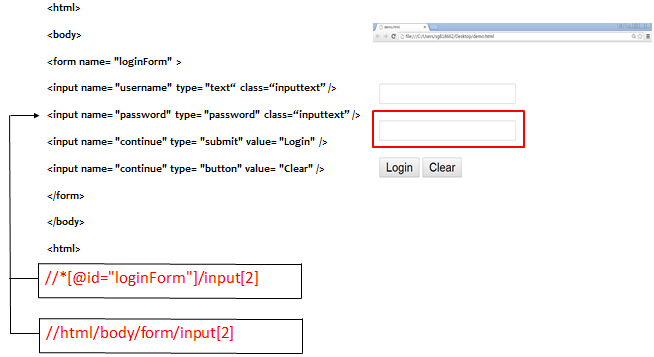 <html>
<body>
<form name= "loginForm" >
<input name= "username" type= "text“ class=“inputtext” />
<input name= "password" type= "password" class=“inputtext” />
<input name= "continue" type= "submit" value= "Login" />
<input name= "continue" type= "button" value= "Clear" />
</form>
</body>
<html>
//*[@id="loginForm"]/input[2]
//html/body/form/input[2]
demo.html
Login Clear